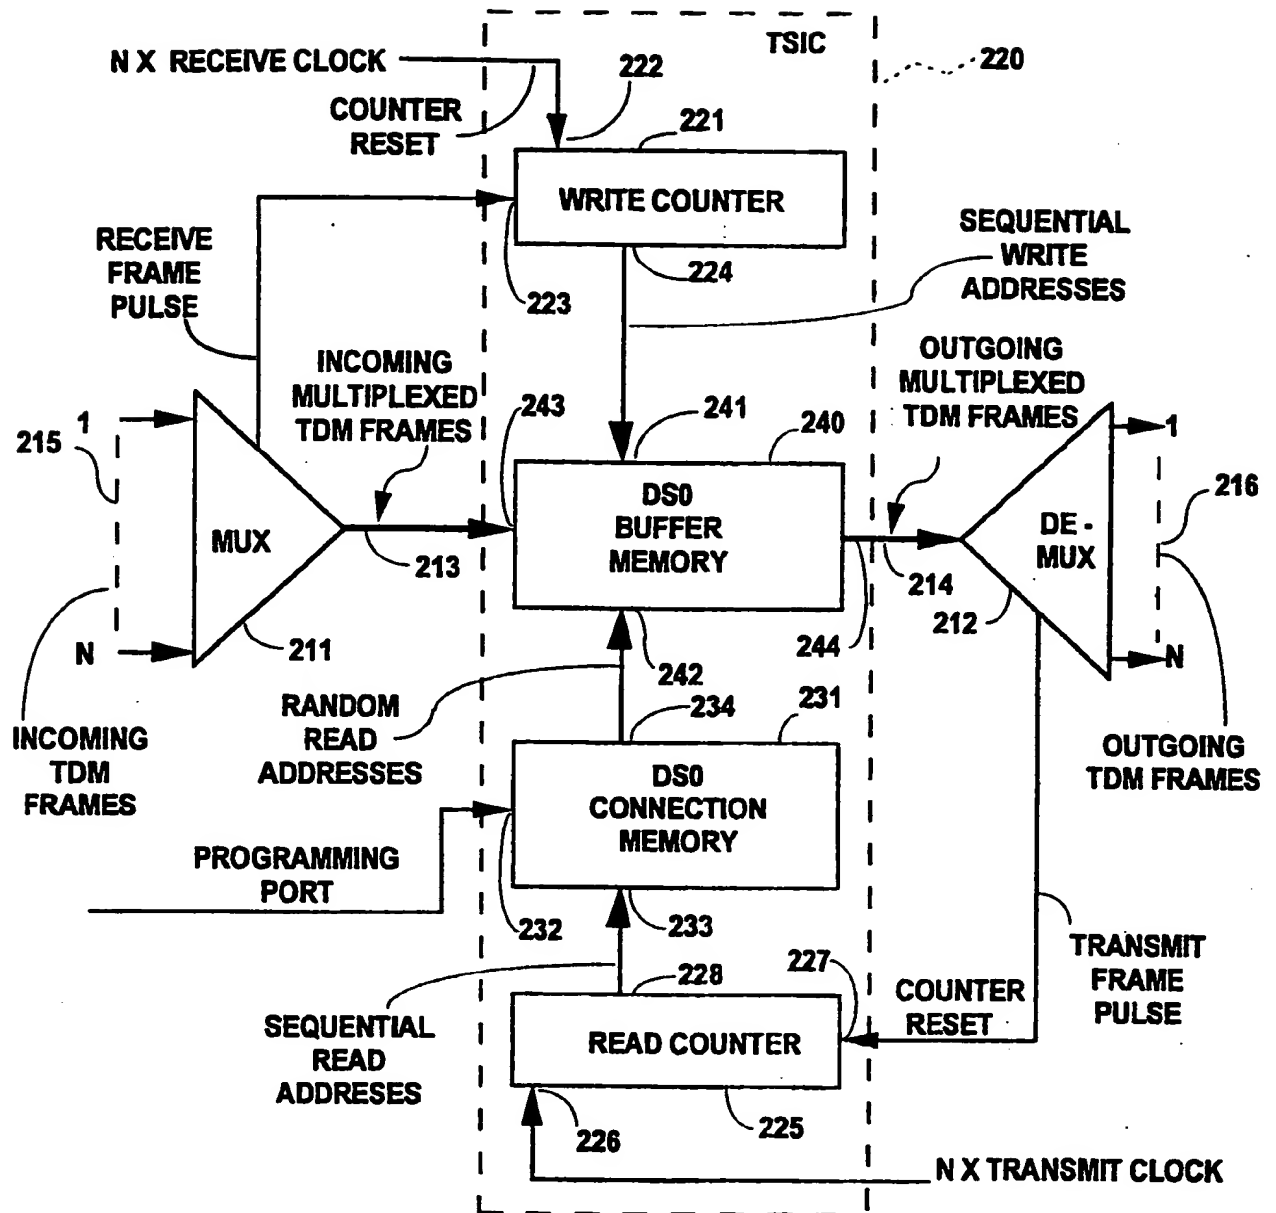 TSIC
220
N X RECEIVE CLOCK
222
COUNTER
RESET
221
WRITE COUNTER
224
223
SEQUENTIAL
WRITE
ADDRESSES
RECEIVE
FRAME
PULSE
INCOMING
MULTIPLEXED
TDM FRAMES
OUTGOING
MULTIPLEXED
TDM FRAMES
243
241
240
1
215
MUX
213
DS0
BUFFER
MEMORY
214
DE -
MUX
1
216
N
211
242
244
212
N
INCOMING
TDM
FRAMES
RANDOM
READ
ADDRESSES
234
231
DS0
CONNECTION
MEMORY
OUTGOING
TDM FRAMES
PROGRAMMING
PORT
232
233
228
227
SEQUENTIAL
READ
ADDRESES
READ COUNTER
COUNTER
RESET
TRANSMIT
FRAME
PULSE
226
225
N X TRANSMIT CLOCK